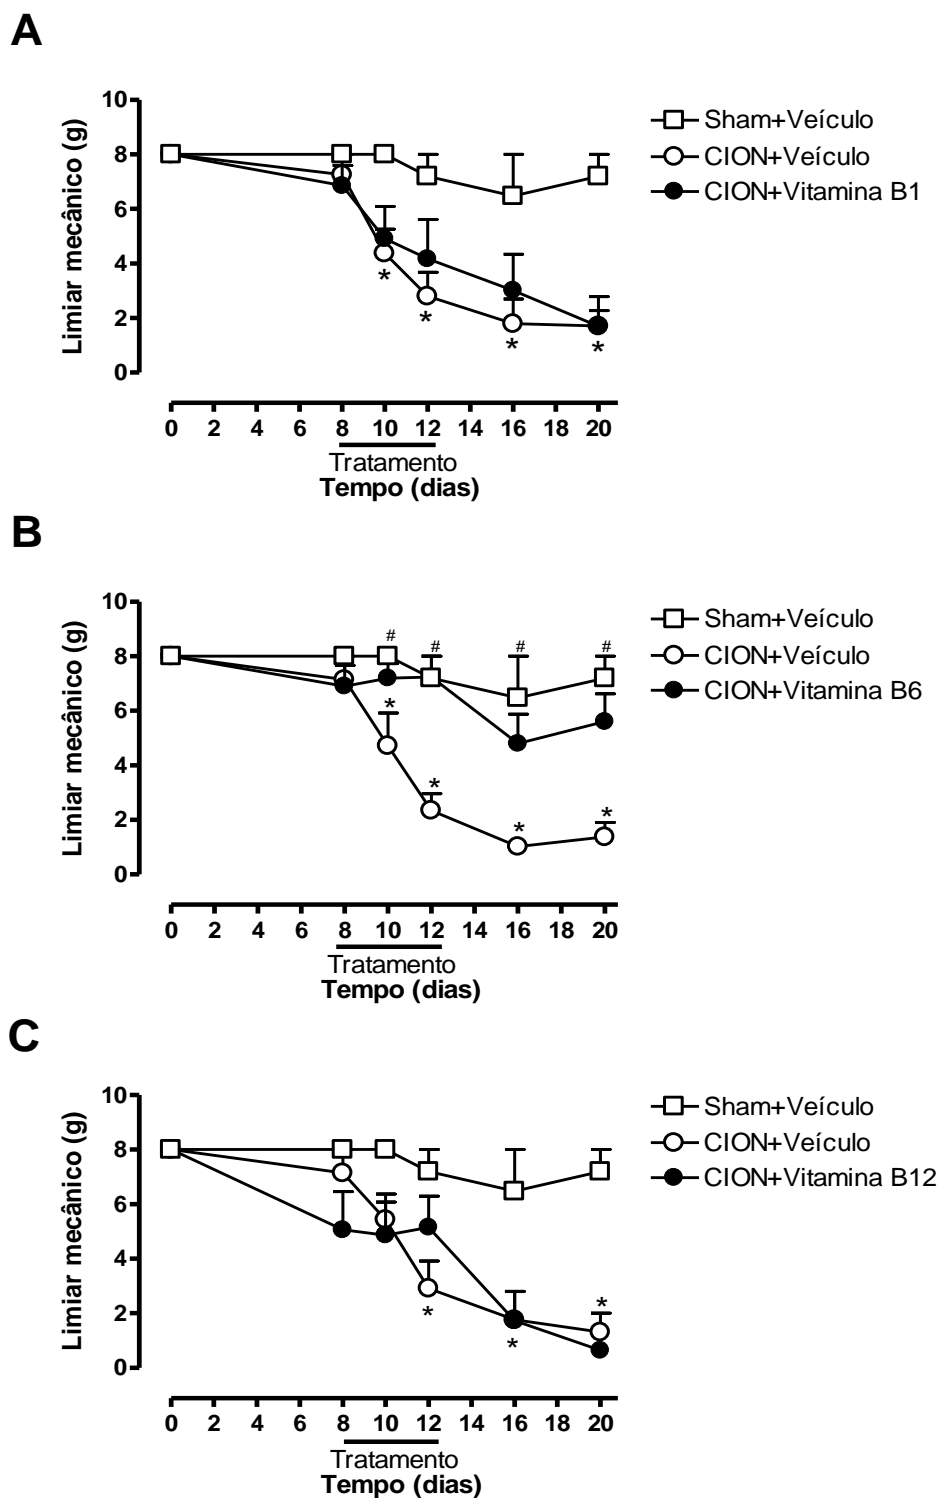 A
Limiar mecânico (g)
10
8
6
4
2
0
Sham+Veículo
CION+Veículo
CION+Vitamina B1
* * * *
0 2 4 6 8 10 12 16 20
Tratamento
Tempo (dias)
B
Limiar mecânico (g)
10
8
6
4
2
0
Sham+Veículo
CION+Veículo
CION+Vitamina B6
# # # #
* * * *
0 2 4 6 8 10 12 14 16 18 20
Tratamento
Tempo (dias)
C
Limiar mecânico (g)
10
8
6
4
2
0
Sham+Veículo
CION+Veículo
CION+Vitamina B12
* * *
0 2 4 6 8 10 12 14 16 18 20
Tratamento
Tempo (dias)